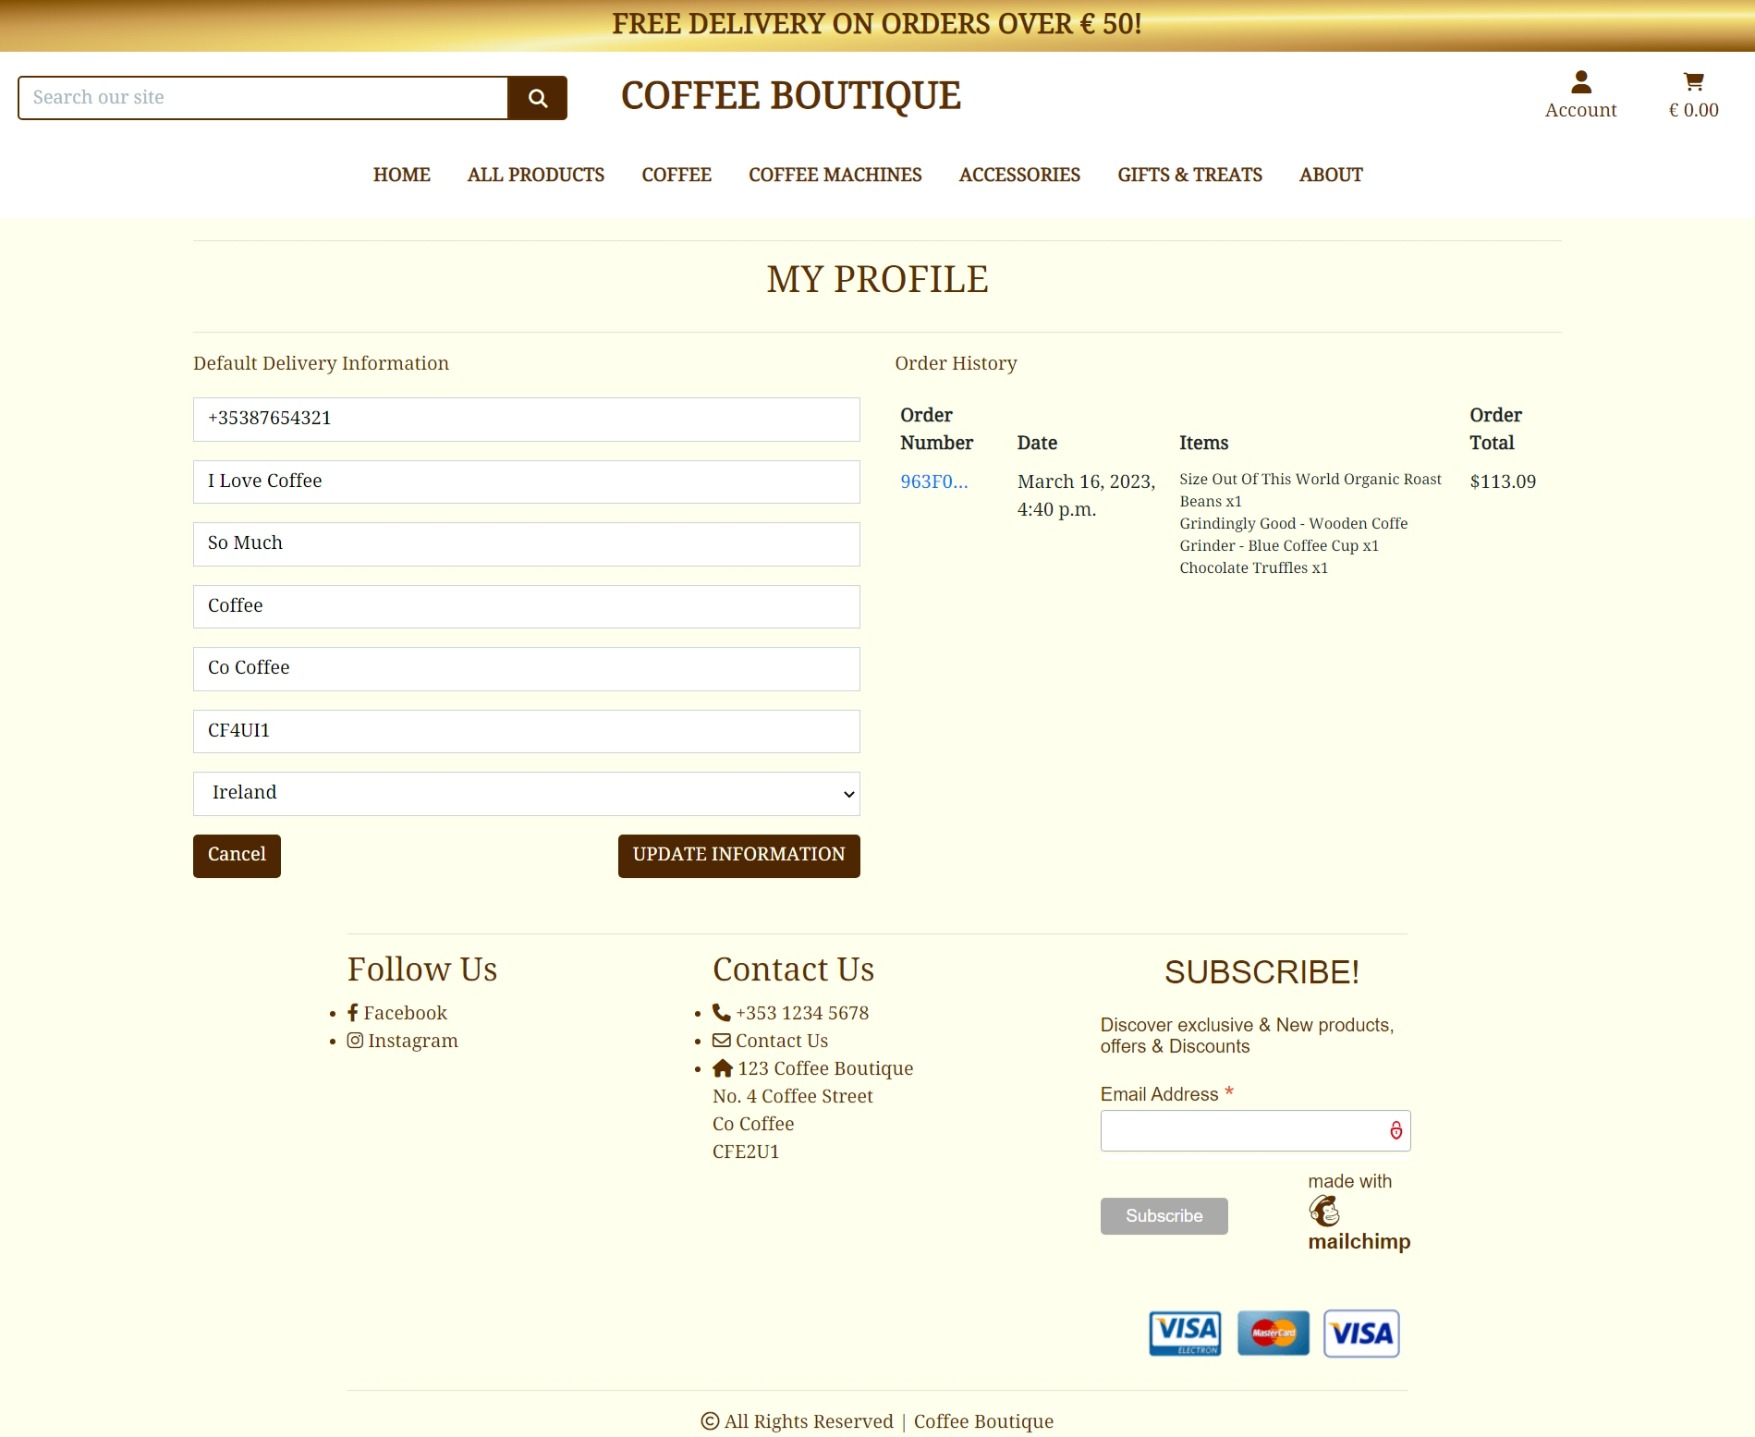 FREE DELIVERY ON ORDERS OVER € 50!
Search our site
COFFEE BOUTIQUE
Account
€ 0.00
HOME
ALL PRODUCTS
COFFEE
COFFEE MACHINES
ACCESSORIES
GIFTS & TREATS
ABOUT
MY PROFILE
Default Delivery Information
+35387654321
I Love Coffee
So Much
Coffee
Co Coffee
CF4UI1
Ireland
Cancel
UPDATE INFORMATION
Order History
Order Number
Date
Items
Order Total
963F0...
March 16, 2023,
4:40 p.m.
Size Out Of This World Organic Roast
Beans x1
Grindingly Good - Wooden Coffe
Grinder - Blue Coffee Cup x1
Chocolate Truffles x1
$113.09
Follow Us
Facebook
Instagram
Contact Us
+353 1234 5678
Contact Us
123 Coffee Boutique
No. 4 Coffee Street
Co Coffee
CFE2U1
SUBSCRIBE!
Discover exclusive & New products,
offers & Discounts
Email Address *
Subscribe
made with
mailchimp
VISA
ELECTRON
MasterCard
VISA
© All Rights Reserved | Coffee Boutique